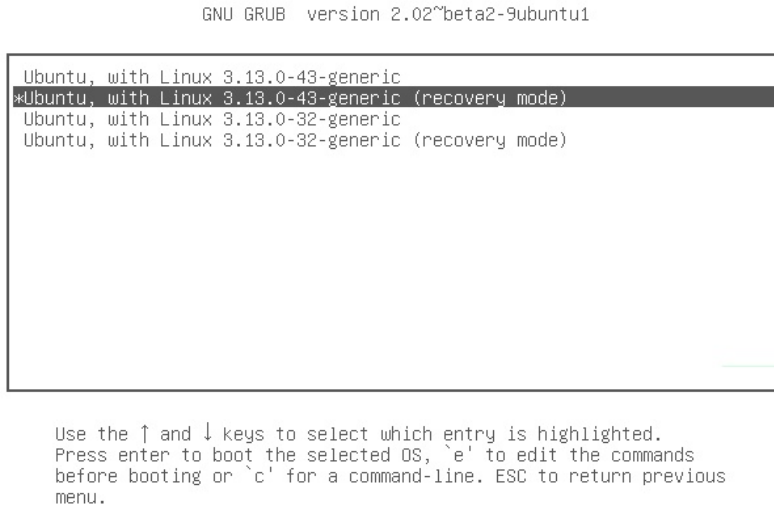 GNU GRUB  version 2.02~beta2-9ubuntu1
Ubuntu, with Linux 3.13.0-43-generic
*Ubuntu, with Linux 3.13.0-43-generic (recovery mode)
Ubuntu, with Linux 3.13.0-32-generic
Ubuntu, with Linux 3.13.0-32-generic (recovery mode)
Use the ↑ and ↓ keys to select which entry is highlighted.
Press enter to boot the selected OS, `e' to edit the commands
before booting or `c' for a command-line. ESC to return previous
menu.